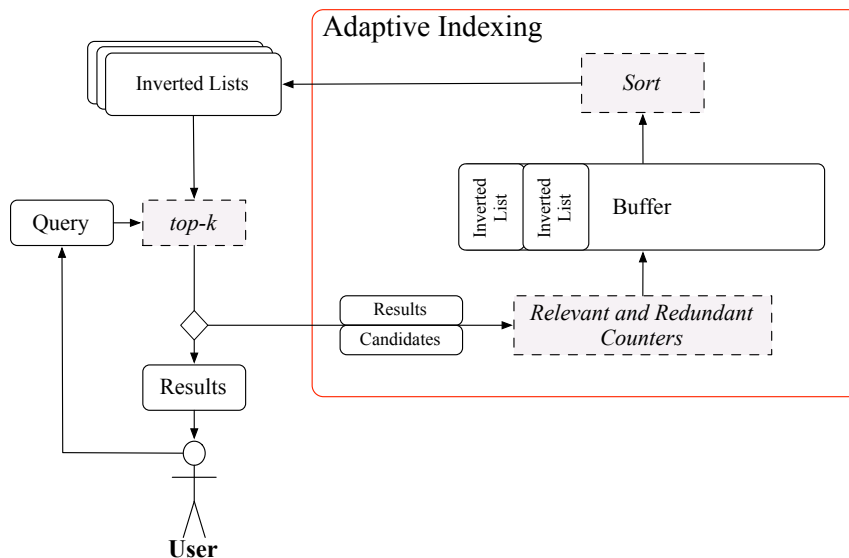 Adaptive Indexing
Inverted Lists
Sort
Inverted
List
Inverted
List
Buffer
Query
top-k
Results
Candidates
Relevant and Redundant
Counters
Results
User